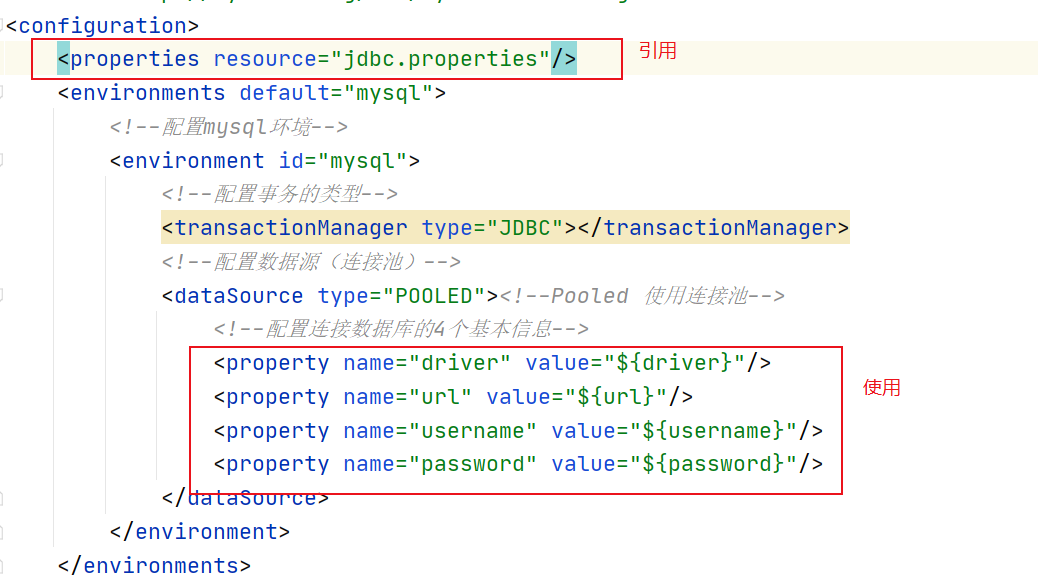 <configuration>
<properties resource="jdbc.properties"/>
引用
<environments default="mysql">
<!--配置mysql环境-->
<environment id="mysql">
<!--配置事务的类型-->
<transactionManager type="JDBC"></transactionManager>
<!--配置数据源（连接池）-->
<dataSource type="POOLED"><!--Pooled 使用连接池-->
<!--配置连接数据库的4个基本信息-->
<property name="driver" value="${driver}"/>
使用
<property name="url" value="${url}"/>
<property name="username" value="${username}"/>
<property name="password" value="${password}"/>
</dataSource>
</environment>
</environments>